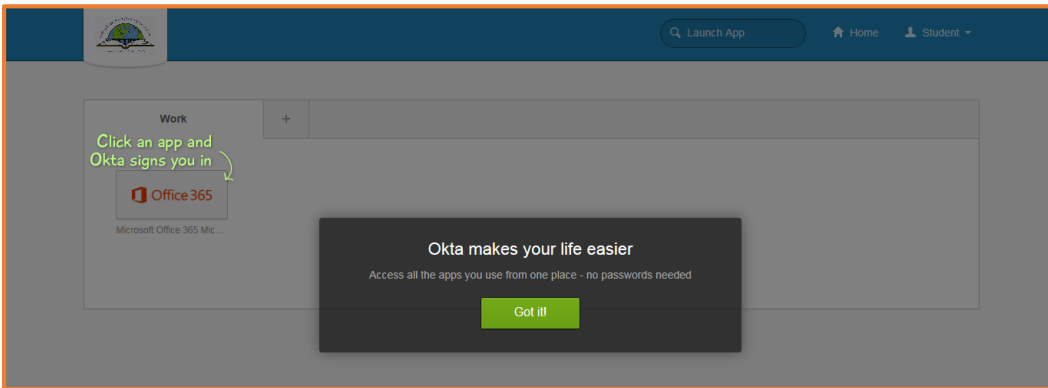 Launch App
Home
Student
Work
+
Click an app and
Okta signs you in
Office 365
Microsoft Office 365 Mic...
Okta makes your life easier
Access all the apps you use from one place - no passwords needed
Got it!